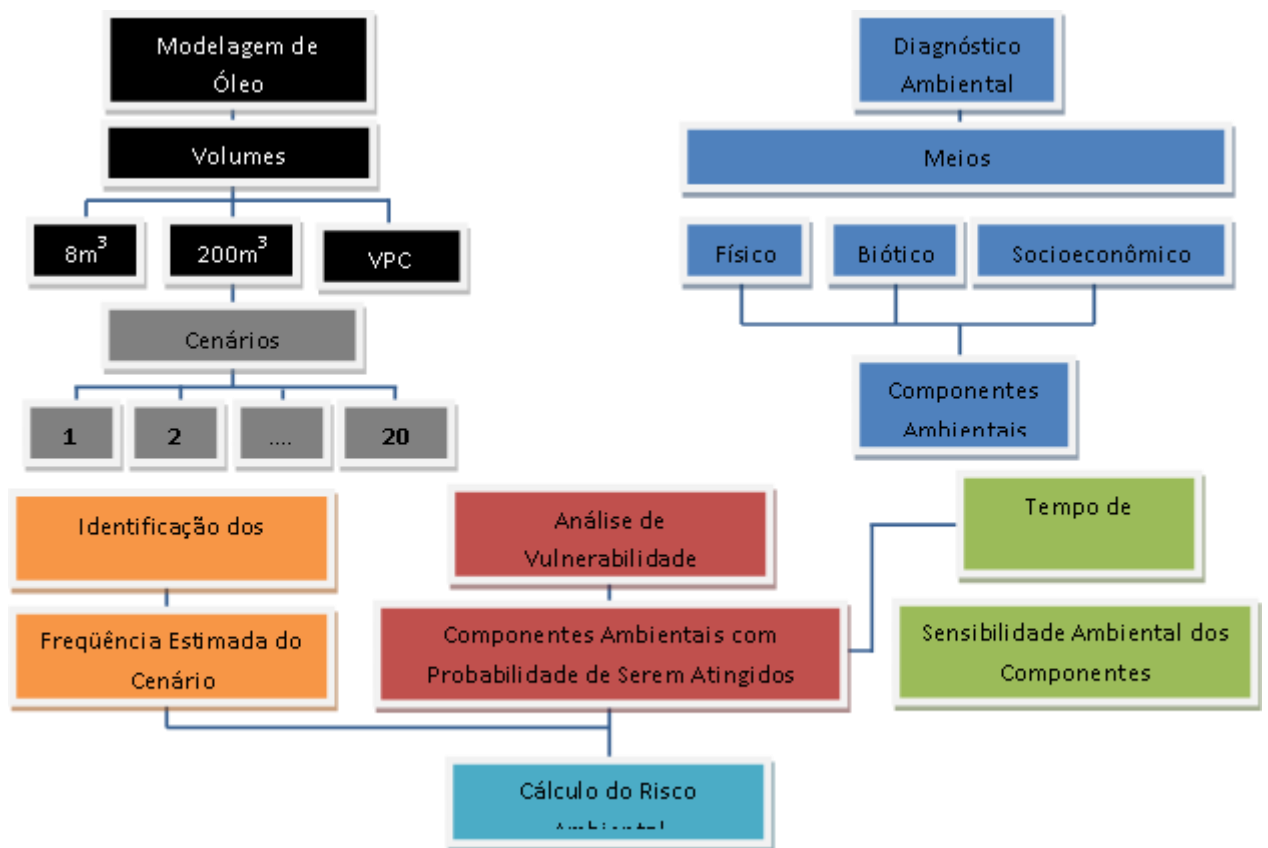 Modelagem de
Óleo
Volumes
8m³
200m³
VPC
Cenários
1
2
....
20
Diagnóstico
Ambiental
Meios
Físico
Biótico
Socioeconômico
Componentes
Ambientais
Identificação dos
Freqüência Estimada do
Cenário
Análise de
Vulnerabilidade
Componentes Ambientais com
Probabilidade de Serem Atingidos
Tempo de
Sensibilidade Ambiental dos
Componentes
Cálculo do Risco